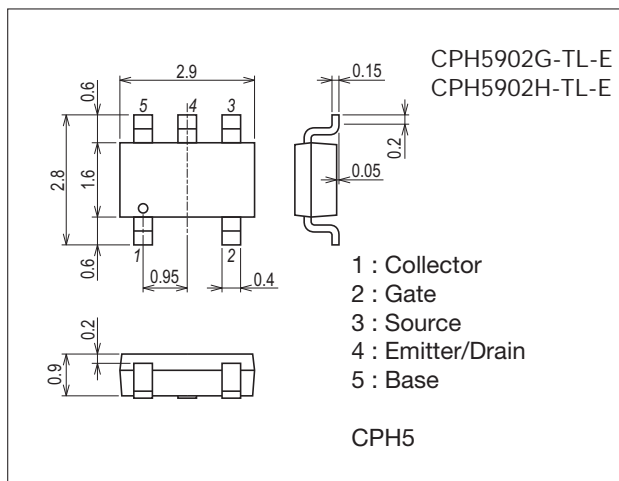 CPH5902G-TL-E
CPH5902H-TL-E
2.9
0.15
0.6
5
4
3
0.2
2.8
1.6
0.05
0.6
1
2
0.95
0.4
1 : Collector
2 : Gate
3 : Source
4 : Emitter/Drain
5 : Base
0.2
0.9
CPH5